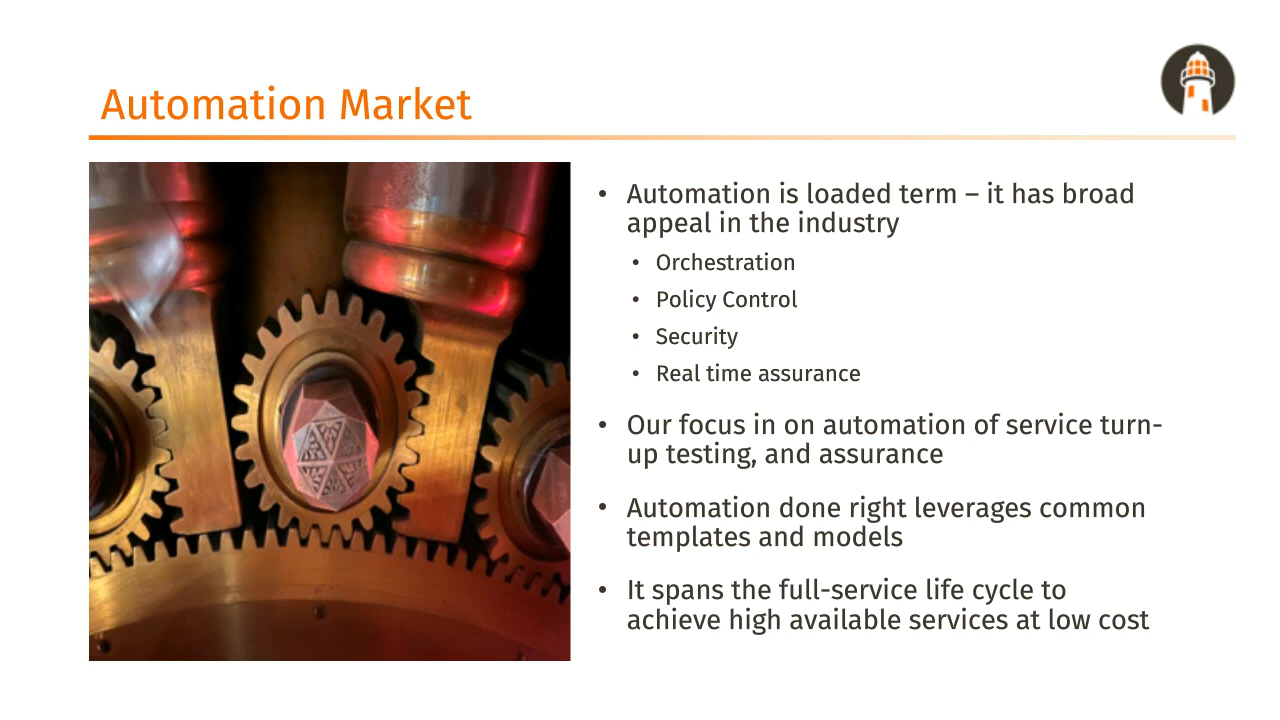 Automation Market
• Automation is loaded term – it has broad
appeal in the industry
• Orchestration
• Policy Control
• Security
• Real time assurance
• Our focus in on automation of service turn-
up testing, and assurance
• Automation done right leverages common
templates and models
• It spans the full-service life cycle to
achieve high available services at low cost